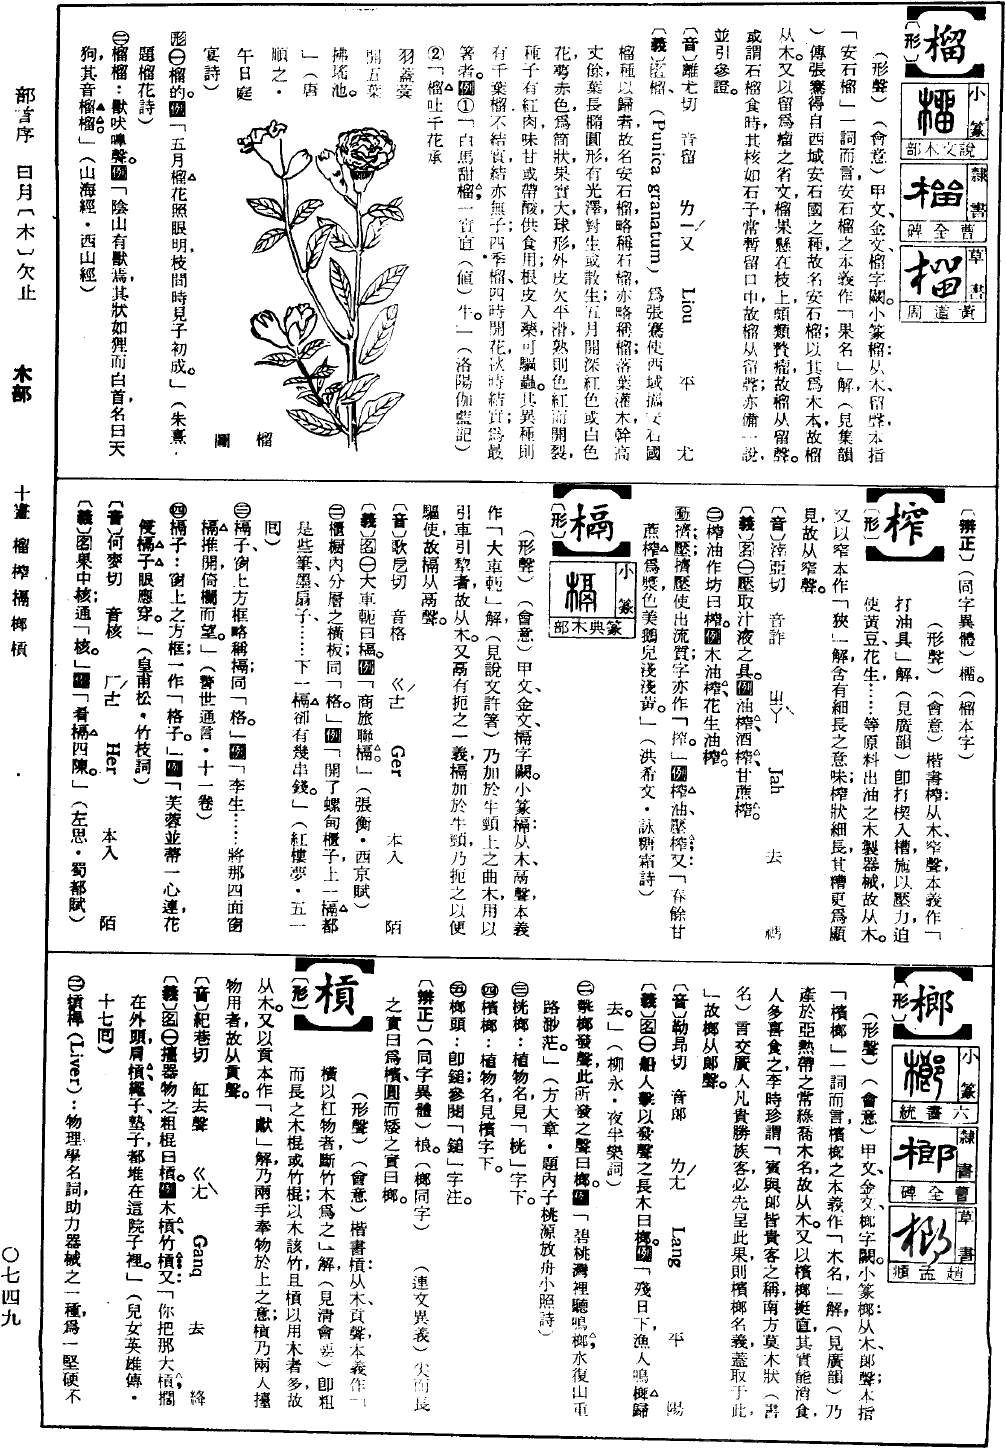 榴
〔形〕
小篆 說文木部
隸書 曹全碑
草書 黃道周
（形聲）（會意）甲文、金文榴字闕。小篆榴：从木、留聲，本指
「安石榴」一詞而言，安石榴之本義作「果名」解，（見集韻
）傳張騫得自西域安石國之種，故名安石榴；以其爲木本，故榴
从木。又以留爲瘤之省文，榴果懸在枝上，頗類贅瘤，故榴从留聲。
或謂石榴食時其核如石子，常暫留口中，故榴从留聲；亦備一說，
並引參證。
〔音〕離尤切 音留 ㄌㄧㄡˊ Liou 平 尤
〔義〕名榴（Punica granatum）爲張騫使西域攜安石國
榴種以歸者，故名安石榴，略稱石榴，亦略稱榴，落葉灌木，幹高
丈餘，葉長橢圓形，有光澤，對生或散生；五月開深紅色或白色
花，萼赤色，爲筒狀，果實大，球形，外皮欠平滑，熟則色紅而開裂，
種子有紅肉，味甘或帶酸，供食用；根皮入藥，可驅蟲。其異種則
有千葉榴，不結實，結亦無子；四季榴，四時開花，秋時結實，爲最
著者。例①「白馬甜榴，一實直（値）牛。」（洛陽伽藍記）
②「榴吐千花承
羽蓋，蓂
開五葉
拂瑤池。
」（唐
順之・
午日庭
宴詩）
榴
圖
形㊀榴的。例「五月榴花照眼明，枝間時見子初成。」（朱熹・
題榴花詩）
㊁榴榴：獸吠嘷聲。例「陰山有獸焉，其狀如狸而白首，名曰天
狗，其音榴榴。」（山海經・西山經）
〔辨正〕（同字異體）橊。（榴本字）
榨
〔形〕
（形聲）（會意）楷書榨：从木、窄聲，本義作「
打油具」解，（見廣韻）卽打楔入槽，施以壓力，迫
使黃豆、花生……等原料出油之木製器械，故从木。
又以窄本作「狹」解，含有細長之意味，榨狀細長，其槽更爲顯
見，故从窄聲。
〔音〕詐亞切 音詐 ㄓㄚˋ Jah 去 禡
〔義〕名㊀壓取汁液之具。例油榨、酒榨、甘蔗榨。
㊁榨油作坊曰榨。例木油榨、花生油榨。
動擠壓；擠壓使出流質，字亦作「搾」。例榨油、壓榨；又「春餘甘
蔗榨爲漿，色美鵝兒淺淺黃。」（洪希文・詠糖霜詩）
槅
〔形〕
小篆 篆典木部
（形聲）（會意）甲文、金文槅字闕。小篆槅：从木、鬲聲，本義
作「大車軛」解，（見說文許箸）乃加於牛頸上之曲木，用以
引車引犂者，故从木。又鬲有扼之一義，槅加於牛頸，乃扼之以便
驅使，故槅从鬲聲。
〔音〕歌戹切 音格 ㄍㄜˊ Ger 本入 陌
〔義〕名㊀大車軛曰槅。例「商旅聯槅。」（張衡・西京賦）
㊁櫃櫥內分層之橫板，同「格」。例「開了螺甸櫃子，上一槅都
是些筆墨、扇子……下一槅卻有幾串錢。」（紅樓夢・五一
回）
㊂槅子：窗上方框，略稱槅；同「格」。例「李生……將那四面窗
槅推開，倚欄而望。」（警世通言・十一卷）
㊃槅子：窗上之方框；一作「格子」。例「芙蓉並蒂一心連，花
侵槅子眼應穿。」（皇甫松・竹枝詞）
〔音〕何麥切 音核 ㄏㄜˊ Her 本入 陌
〔義〕名果中核，通「核」。例「肴槅四陳。」（左思・蜀都賦）
榔
〔形〕
小篆 六書統
隸書 曹全碑
草書 趙孟頫
（形聲）（會意）甲文、金文榔字闕。小篆榔：从木、郎聲，本指
「檳榔」一詞而言，檳榔之本義作「木名」解，（見廣韻）乃
產於亞熱帶之常綠喬木名，故从木。又以檳榔挺直，其實能消食，
人多喜食之，李時珍謂「賓與郎皆貴客之稱，南方草木狀（書
名）言交廣人凡貴勝族客必先呈此果」，則檳榔名義，蓋取于此，
」故榔从郎聲。
〔音〕勒昻切 音郎 ㄌㄤˊ Lang 平 陽
〔義〕名㊀船人擊以發聲之長木曰榔。例「殘日下，漁人鳴榔歸
去。」（柳永・夜半樂詞）
㊁擊榔發聲，此所發之聲曰榔。例「碧桃灣裡聽鳴榔，水復山重
路渺茫。」（方大章・題內子桃源放舟小照詩）
㊂桄榔：植物名，見「桄」字下。
㊃檳榔：植物名，見檳字下。
㊄榔頭：卽鎚，參閱「鎚」字注。
〔辨正〕（同字異體）桹。（榔同字） （連文異義）尖而長
之實曰爲檳，圓而矮之實曰榔。
槓
〔形〕
（形聲）（會意）楷書槓：从木、貢聲，本義作「
橫以杠物者，斷竹木爲之」解，（見清會要）卽粗
而長之木棍或竹棍，以木該竹，且槓以用木者多，故
从木。又以貢本作「獻」解，乃兩手奉物於上之意，槓乃兩人擡
物用者，故从貢聲。
〔音〕紀巷切 缸去聲 ㄍㄤˋ Gang 去 絳
〔義〕名㊀擡器物之粗棍曰槓。例木槓、竹槓；又「你把那大槓擱
在外頭，肩槓、繩子、墊子都堆在這院子裡。」（兒女英雄傳・
十七回）
㊁槓桿（Liver）：物理學名詞，助力器械之一種，爲一堅硬不
部首序 曰月〔木〕欠止
木部
十畫 榴榨槅榔槓
〇七四九